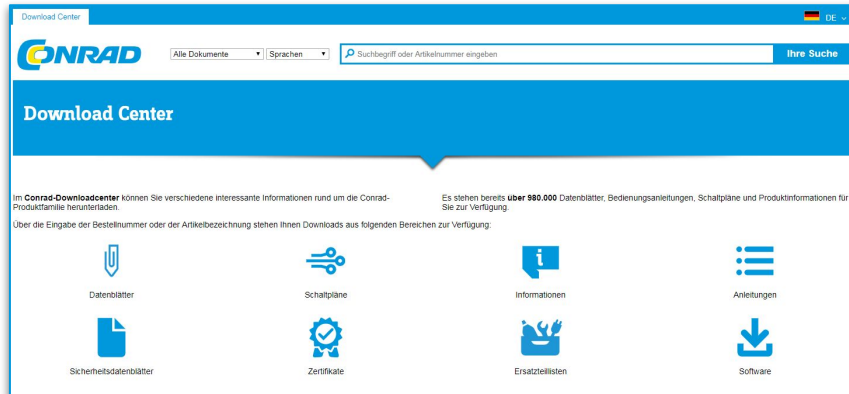 Download Center
DE
CONRAD
Alle Dokumente
Sprachen
Suchbegriff oder Artikelnummer eingeben
Ihre Suche
Download Center
Im Conrad-Downloadcenter können Sie verschiedene interessante Informationen rund um die Conrad-
Produktfamilie herunterladen.
Es stehen bereits über 980.000 Datenblätter, Bedienungsanleitungen, Schaltpläne und Produktinformationen für
Sie zur Verfügung.
Über die Eingabe der Bestellnummer oder der Artikelbezeichnung stehen Ihnen Downloads aus folgenden Bereichen zur Verfügung:
Datenblätter
Schaltpläne
Informationen
Anleitungen
Sicherheitsdatenblätter
Zertifikate
Ersatzteillisten
Software